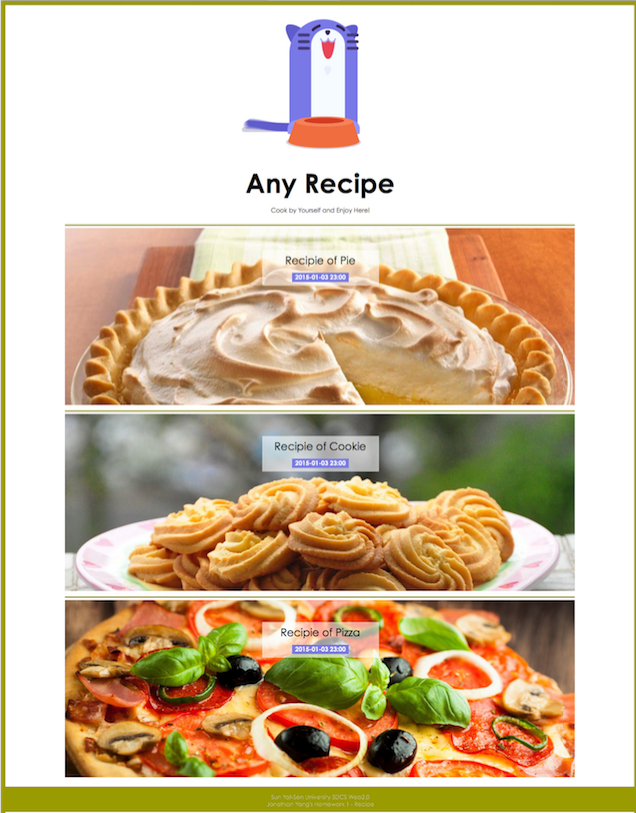 Any Recipe
Cook by Yourself and Enjoy Here!
Recipie of Pie
2015-01-03 23:00
Recipie of Cookie
2015-01-03 23:00
Recipie of Pizza
2015-01-03 23:00
Sun Yat-Sen University SDCS Web2.0
Jonathan Yang's Homework 1 - Recipe